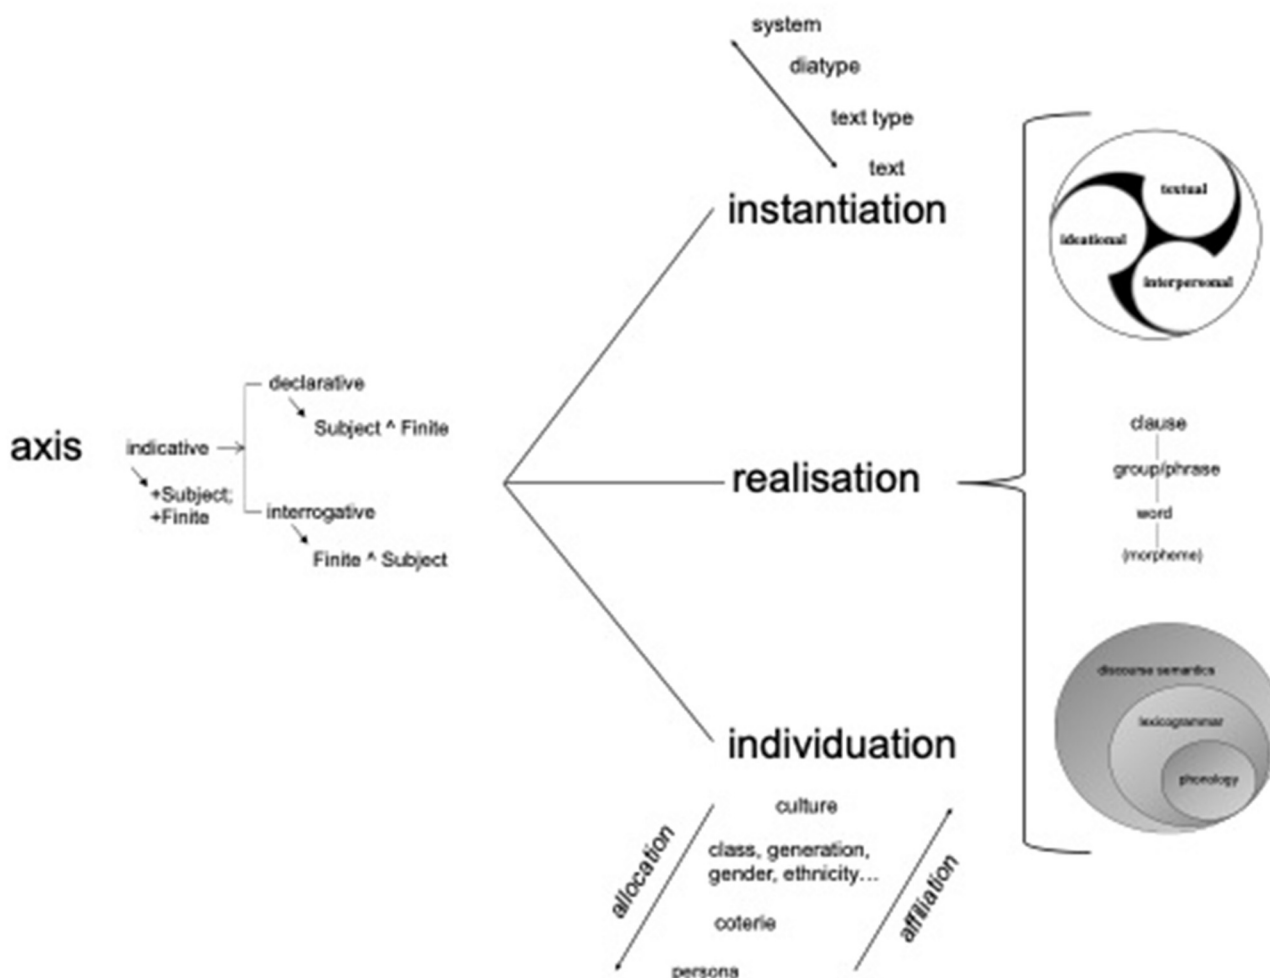 system
diatype
text type
text
instantiation
textual
ideational
interpersonal
axis
indicative
+Subject;
+Finite
declarative
Subject ^ Finite
interrogative
Finite ^ Subject
realisation
clause
group/phrase
word
(morpheme)
discourse semantics
lexicogrammar
phonology
individuation
allocation
culture
class, generation,
gender, ethnicity...
coterie
persona
affiliation